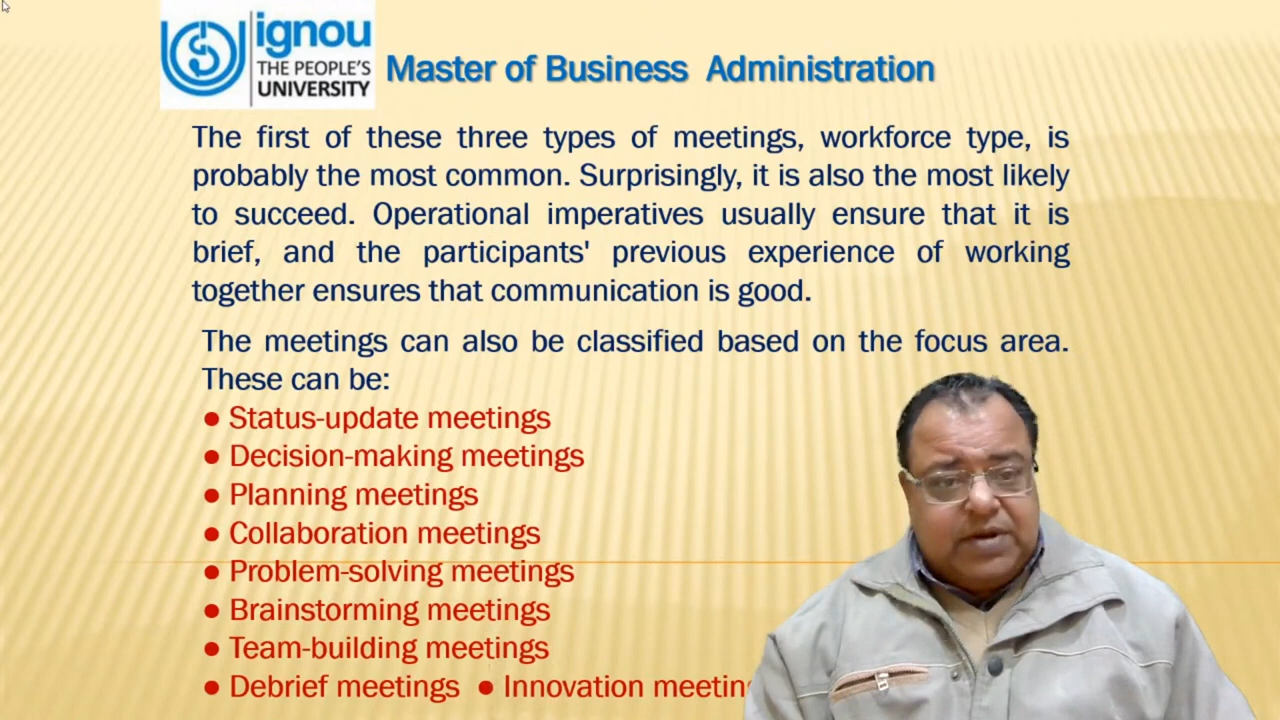 ignou
THE PEOPLE'S
UNIVERSITY
Master of Business Administration
The first of these three types of meetings, workforce type, is
probably the most common. Surprisingly, it is also the most likely
to succeed. Operational imperatives usually ensure that it is
brief, and the participants' previous experience of working
together ensures that communication is good.
The meetings can also be classified based on the focus area.
These can be:
● Status-update meetings
● Decision-making meetings
● Planning meetings
● Collaboration meetings
● Problem-solving meetings
● Brainstorming meetings
● Team-building meetings
● Debrief meetings ● Innovation